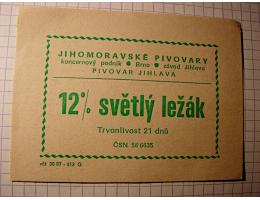 JIHOMORAVSKÉ PIVOVARY
koncernový podnik • Brno • závod Jihlava
PIVOVAR JIHLAVA
12% světlý ležák
Trvanlivost 21 dnů
ČSN. 56 6635